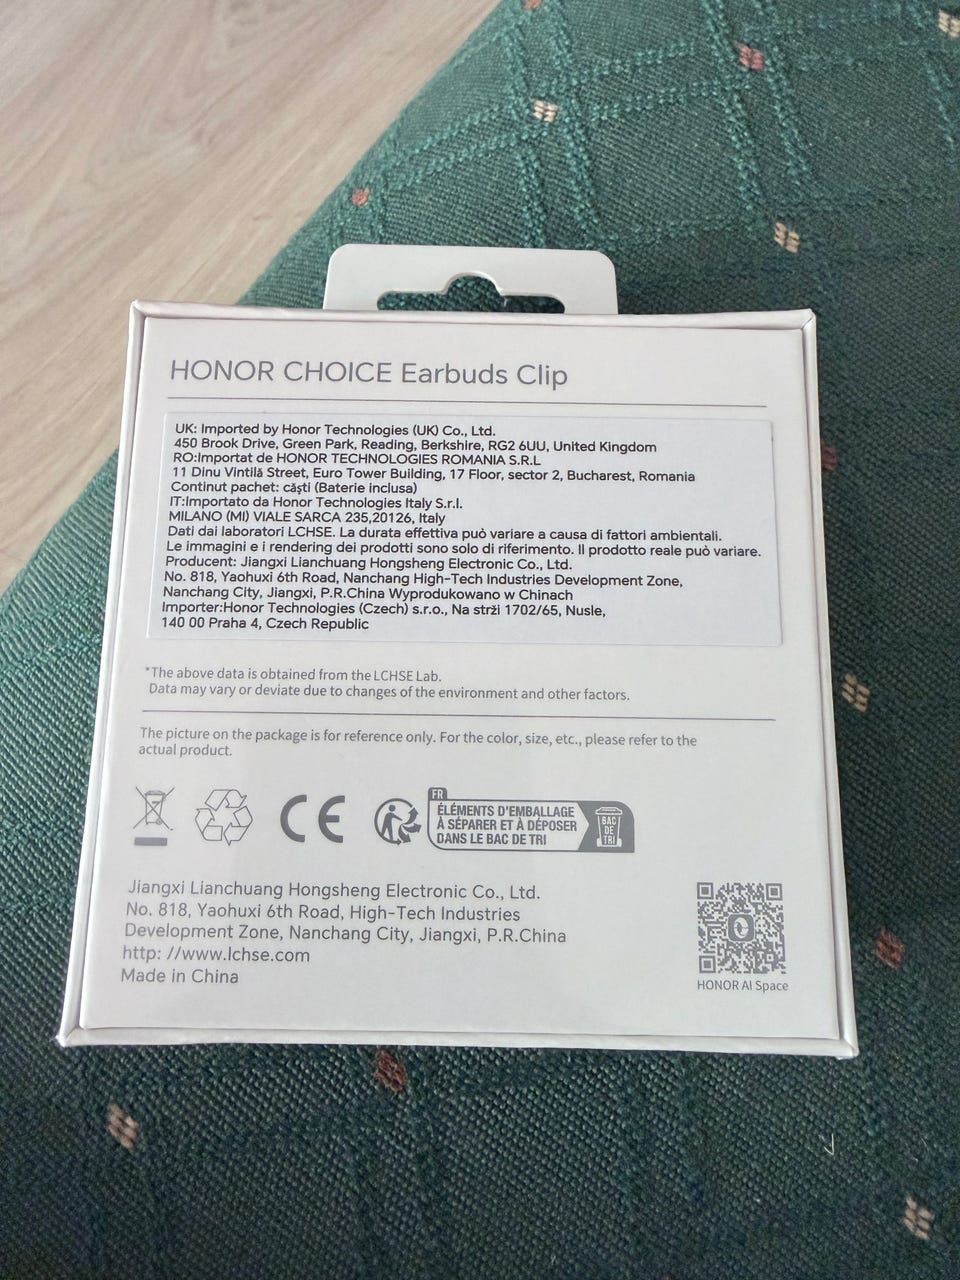 HONOR CHOICE Earbuds Clip
UK: Imported by Honor Technologies (UK) Co., Ltd.
450 Brook Drive, Green Park, Reading, Berkshire, RG2 6UU, United Kingdom
RO:Importat de HONOR TECHNOLOGIES ROMANIA S.R.L
11 Dinu Vintilă Street, Euro Tower Building, 17 Floor, sector 2, Bucharest, Romania
Continut pachet: căşti (Baterie inclusa)
IT:Importato da Honor Technologies Italy S.r.l.
MILANO (MI) VIALE SARCA 235,20126, Italy
Dati dai laboratori LCHSE. La durata effettiva può variare a causa di fattori ambientali.
Le immagini e i rendering dei prodotti sono solo di riferimento. Il prodotto reale può variare.
Producent: Jiangxi Lianchuang Hongsheng Electronic Co., Ltd.
No. 818, Yaohuxi 6th Road, Nanchang High-Tech Industries Development Zone,
Nanchang City, Jiangxi, P.R.China Wyprodukowano w Chinach
Importer:Honor Technologies (Czech) s.r.o., Na strži 1702/65, Nusle,
140 00 Praha 4, Czech Republic
*The above data is obtained from the LCHSE Lab.
Data may vary or deviate due to changes of the environment and other factors.
The picture on the package is for reference only. For the color, size, etc., please refer to the
actual product.
CE
FR
ÉLÉMENTS D'EMBALLAGE
À SÉPARER ET À DÉPOSER
DANS LE BAC DE TRI
BAC
DE
TRI
Jiangxi Lianchuang Hongsheng Electronic Co., Ltd.
No. 818, Yaohuxi 6th Road, High-Tech Industries
Development Zone, Nanchang City, Jiangxi, P.R.China
http: //www.lchse.com
Made in China
HONOR AI Space